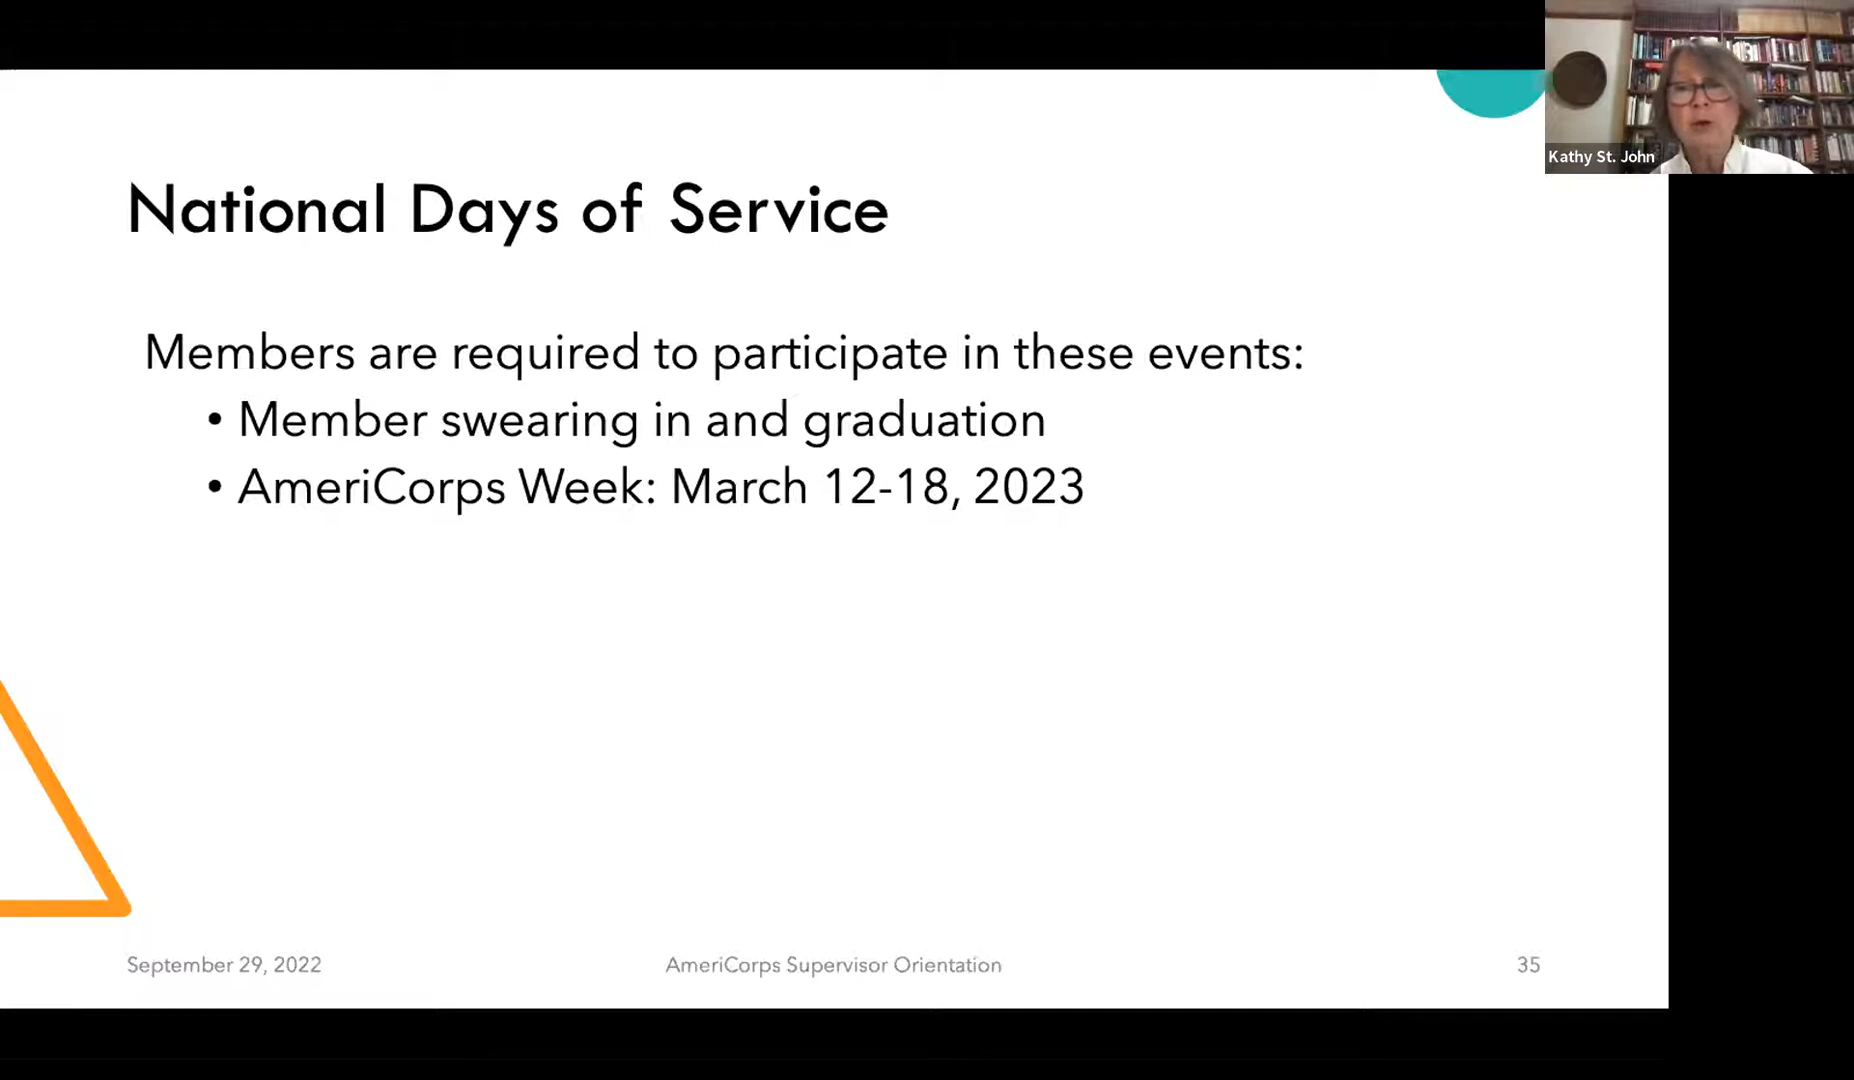 Kathy St. John
National Days of Service
Members are required to participate in these events:
• Member swearing in and graduation
• AmeriCorps Week: March 12-18, 2023
September 29, 2022
AmeriCorps Supervisor Orientation
35